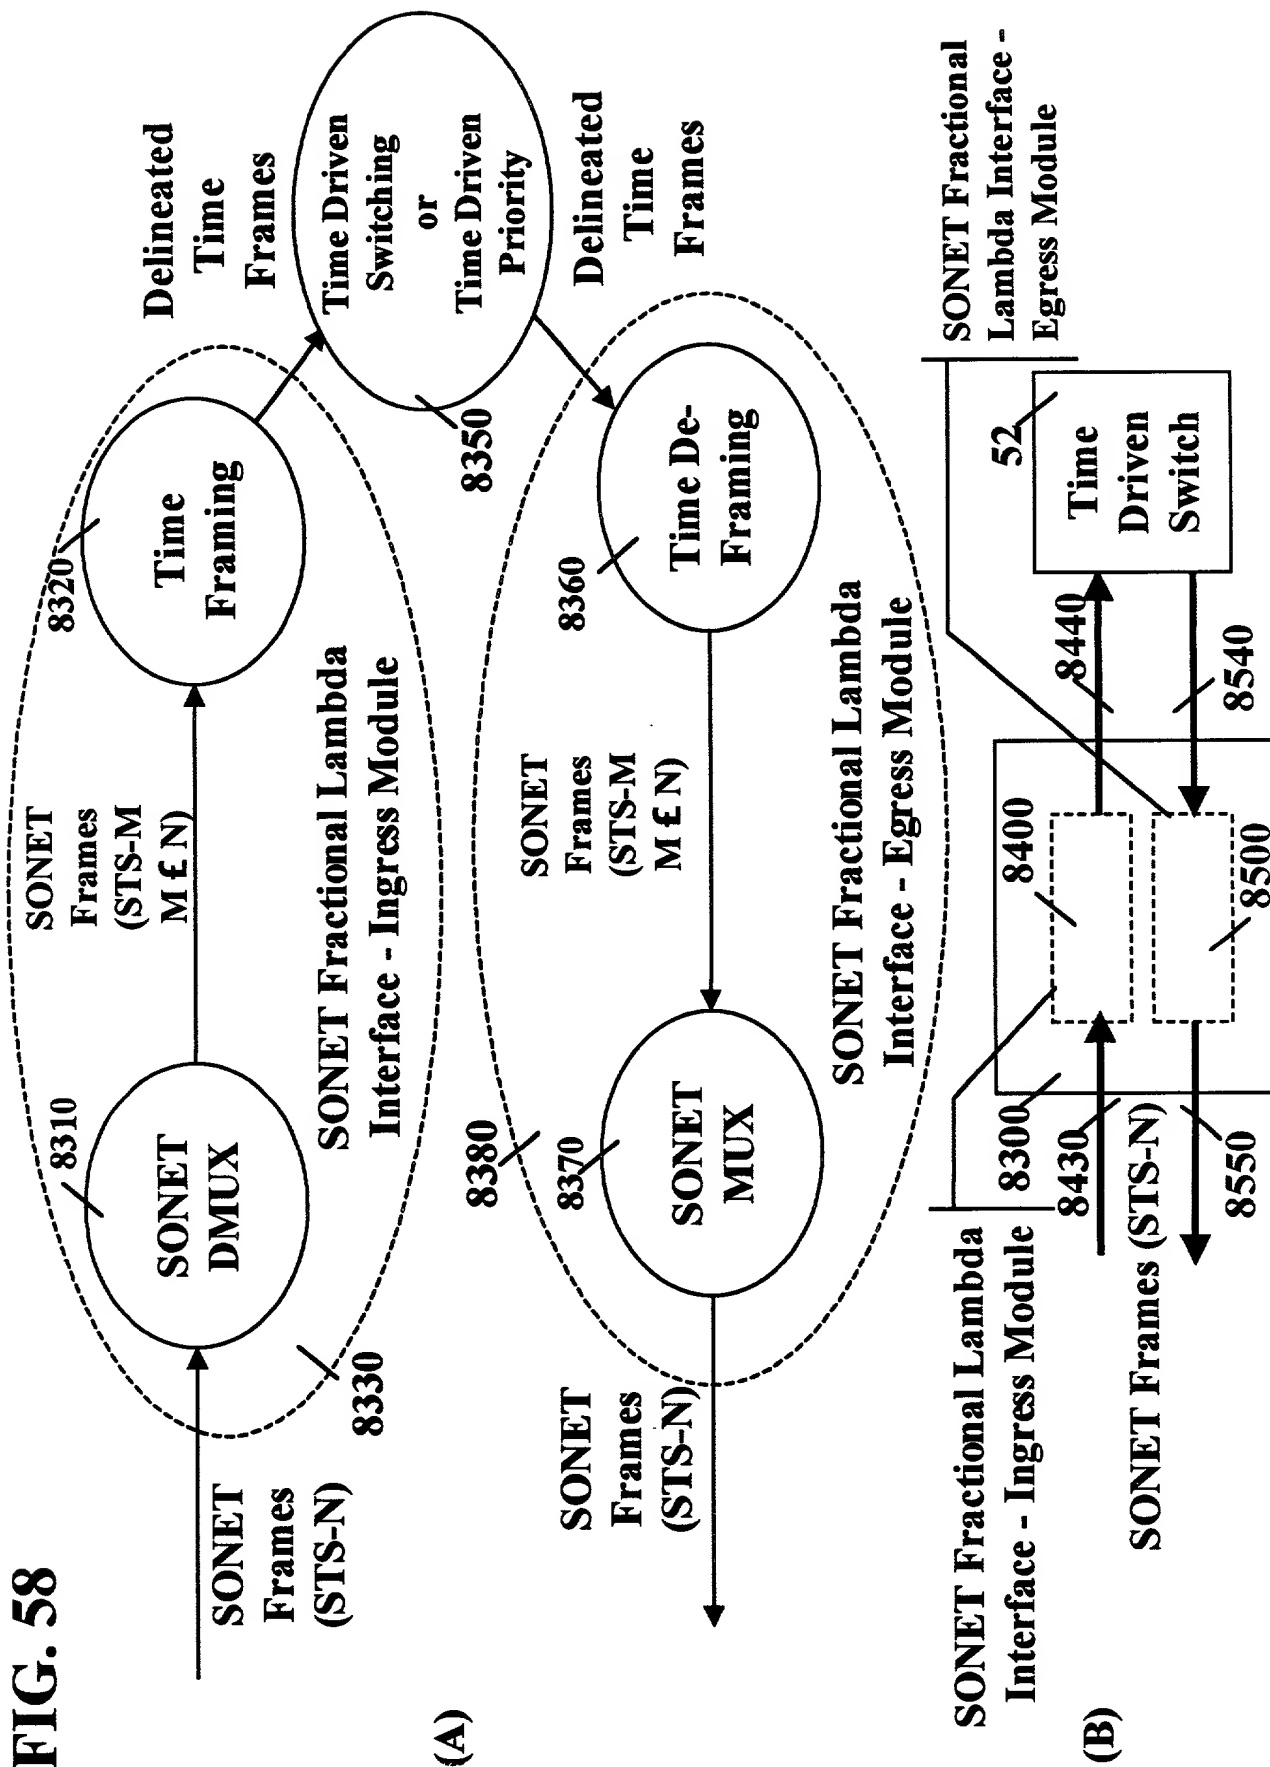 FIG. 58
(A)
SONET
Frames
(STS-N)
8330
8310
SONET
DMUX
SONET
Frames
(STS-M
M £ N)
8320
Time
Framing
SONET Fractional Lambda
Interface - Ingress Module
Delineated
Time
Frames
Time Driven
Switching
or
Time Driven
Priority
8350
Delineated
Time
Frames
8360
Time De-
Framing
SONET
Frames
(STS-M
M £ N)
8380
8370
SONET
MUX
SONET Fractional Lambda
Interface - Egress Module
SONET
Frames
(STS-N)
(B)
SONET Fractional Lambda
Interface - Ingress Module
SONET Frames (STS-N)
8300
8430
8550
8400
8500
8440
8540
52
Time
Driven
Switch
SONET Fractional
Lambda Interface -
Egress Module